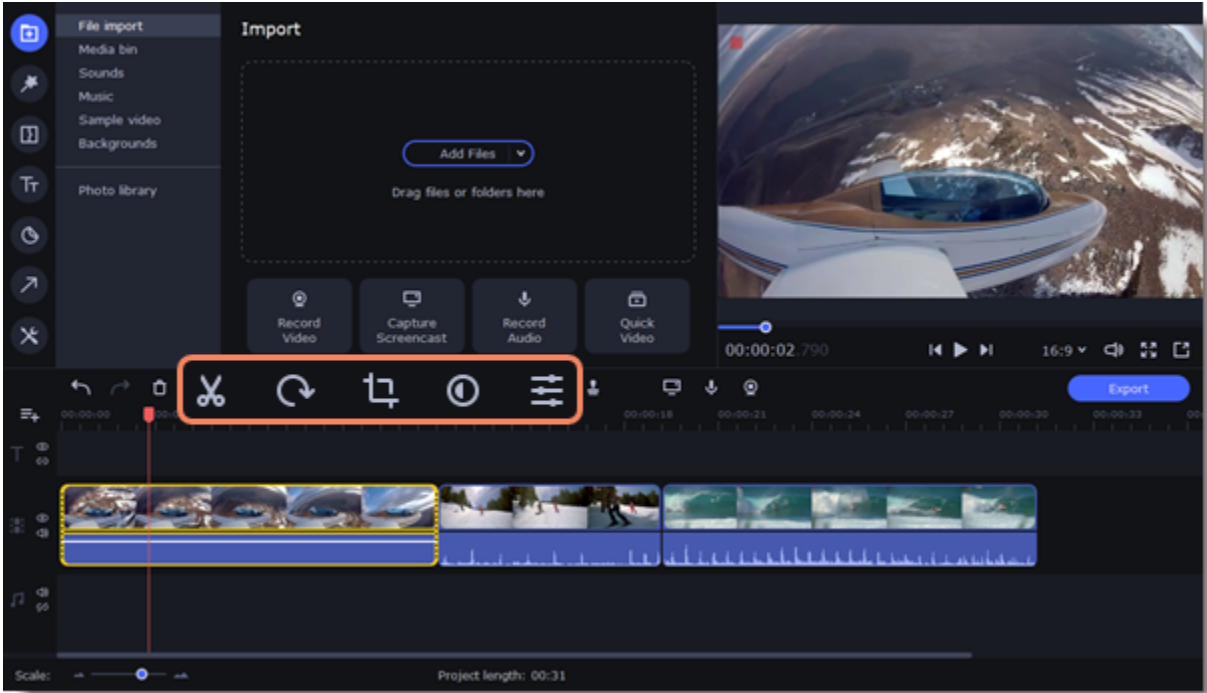 File import
Media bin
Sounds
Music
Sample video
Backgrounds
Photo library
Import
Add Files
Drag files or folders here
Record
Video
Capture
Screencast
Record
Audio
Quick
Video
00:00:02.790
16:9
Export
00:00:00
00:00:18
00:00:21
00:00:24
00:00:27
00:00:30
00:00:33
Scale:
Project length: 00:31